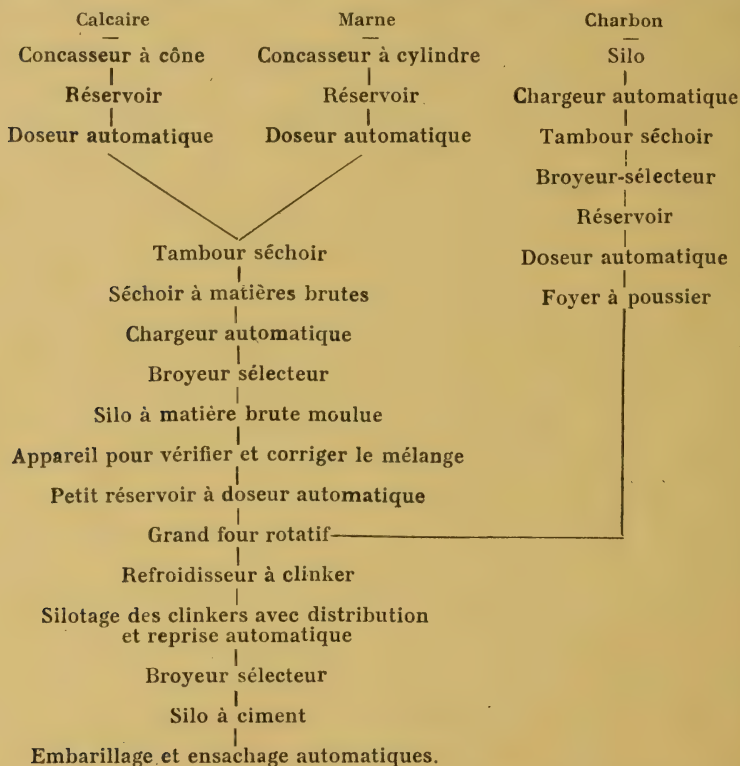 Calcaire
Concasseur à cône
Réservoir
Doseur automatique
Marne
Concasseur à cylindre
Réservoir
Doseur automatique
Tambour séchoir
Séchoir à matières brutes
Chargeur automatique
Broyeur sélecteur
Silo à matière brute moulue
Appareil pour vérifier et corriger le mélange
Petit réservoir à doseur automatique
Grand four rotatif
Refroidisseur à clinker
Silotage des clinkers avec distribution
et reprise automatique
Broyeur sélecteur
Silo à ciment
Embarillage et ensachage automatiques.
Charbon
Silo
Chargeur automatique
Tambour séchoir
Broyeur-sélecteur
Réservoir
Doseur automatique
Foyer à poussier